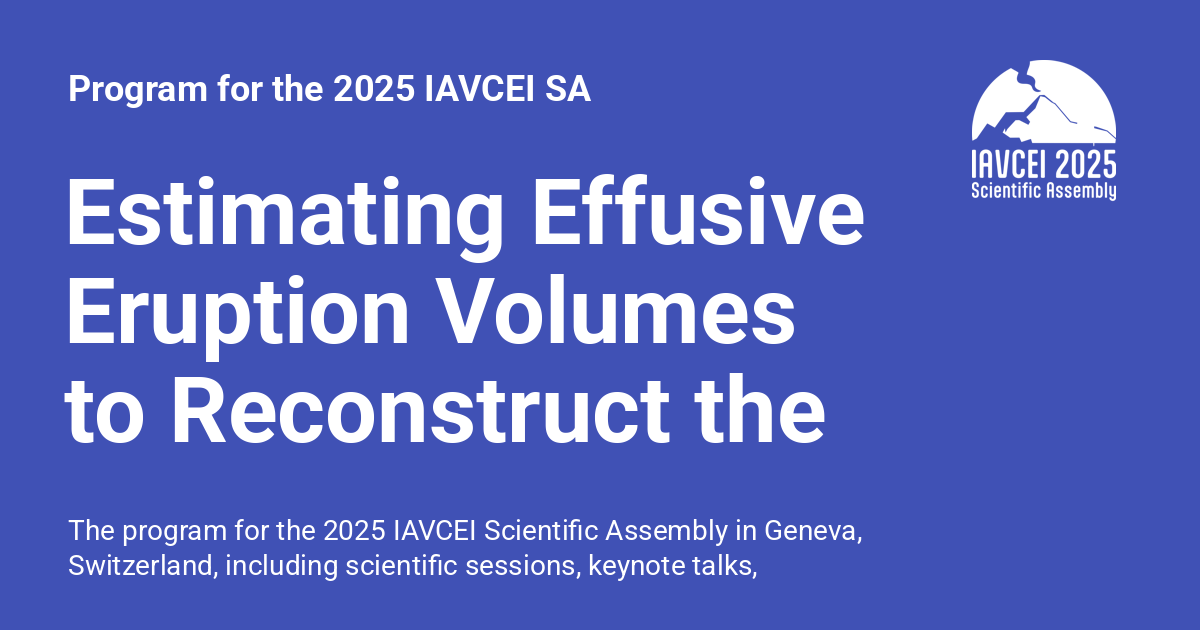 Program for the 2025 IAVCEI SA
IAVCEI 2025
Scientific Assembly
Estimating Effusive
Eruption Volumes
to Reconstruct the
The program for the 2025 IAVCEI Scientific Assembly in Geneva,
Switzerland, including scientific sessions, keynote talks,